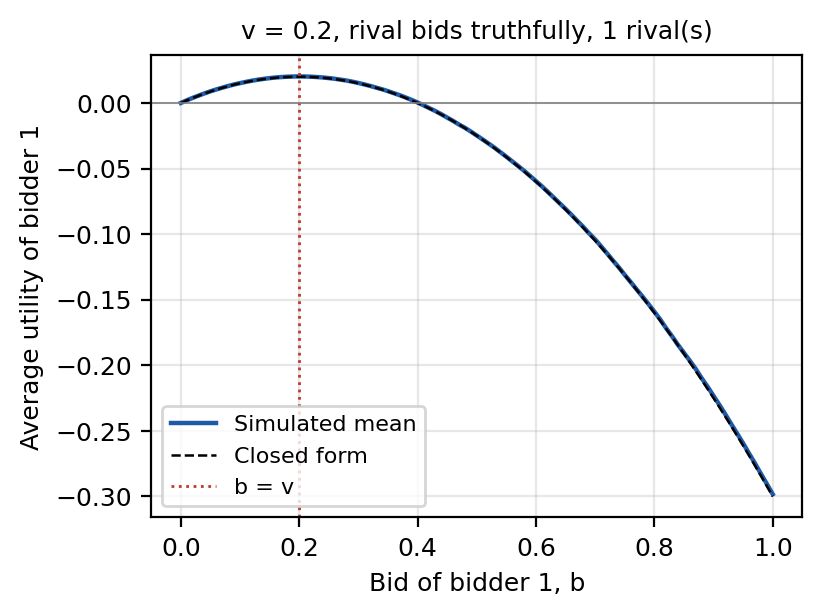 v = 0.2, rival bids truthfully, 1 rival(s)
Average utility of bidder 1
0.00
−0.05
−0.10
−0.15
−0.20
−0.25
−0.30
Simulated mean
Closed form
b = v
0.0 0.2 0.4 0.6 0.8 1.0
Bid of bidder 1, b